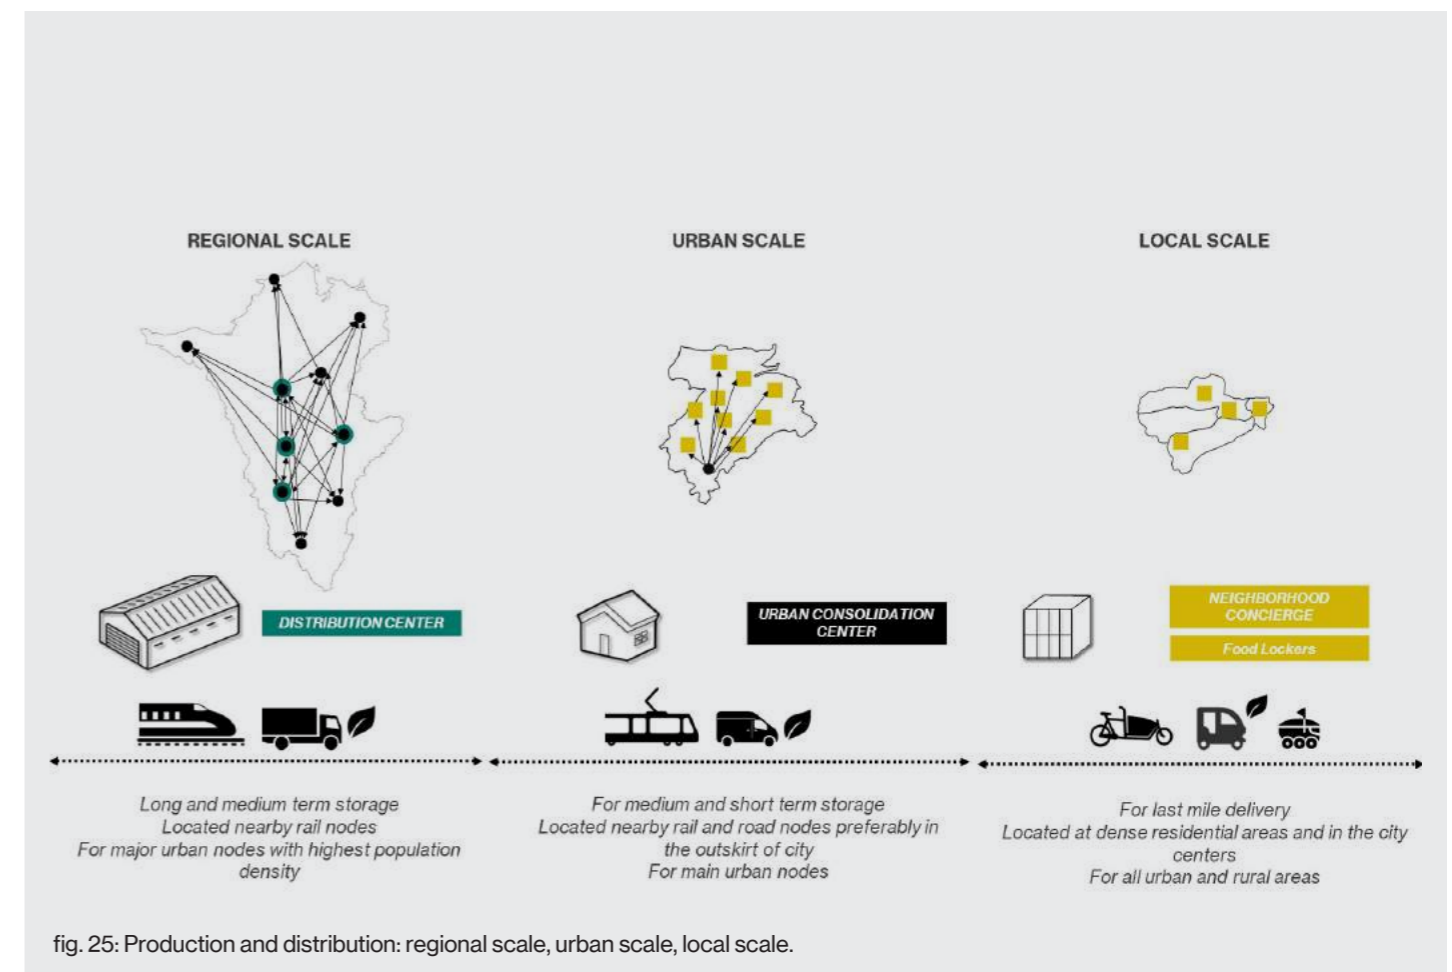 REGIONAL SCALE
URBAN SCALE
LOCAL SCALE
DISTRIBUTION CENTER
URBAN CONSOLIDATION
CENTER
NEIGHBORHOOD
CONCIERGE
Food Lockers
Long and medium term storage
Located nearby rail nodes
For major urban nodes with highest population
density
For medium and short term storage
Located nearby rail and road nodes preferably in
the outskirt of city
For main urban nodes
For last mile delivery
Located at dense residential areas and in the city
centers
For all urban and rural areas
fig. 25: Production and distribution: regional scale, urban scale, local scale.